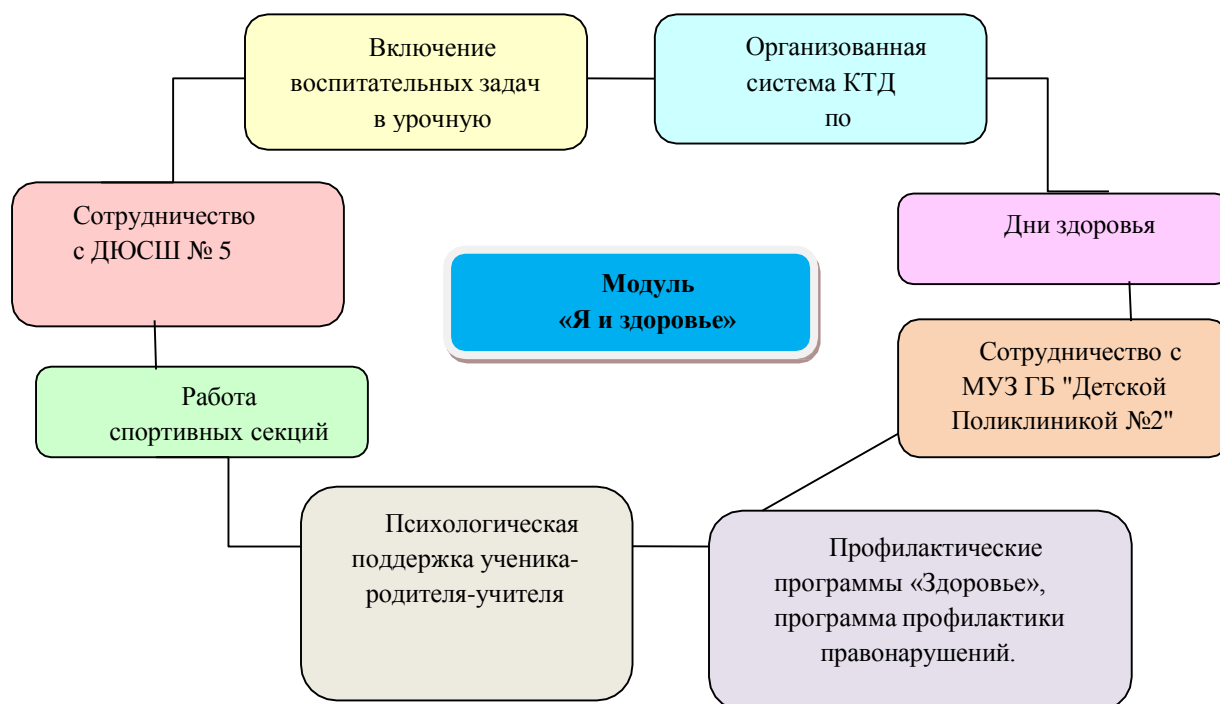 Включение
воспитательных задач
в урочную
Организованная
система КТД
по
Сотрудничество
с ДЮСШ № 5
Дни здоровья
Модуль
«Я и здоровье»
Сотрудничество с
МУЗ ГБ "Детской
Поликлиникой №2"
Работа
спортивных секций
Психологическая
поддержка ученика-
родителя-учителя
Профилактические
программы «Здоровье»,
программа профилактики
правонарушений.